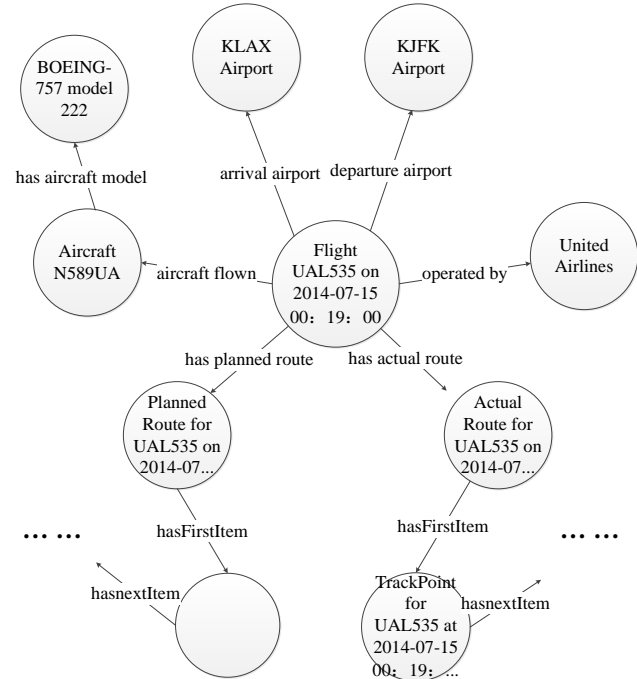 KLAX
Airport
KJFK
Airport
BOEING-
757 model
222
arrival airport
departure airport
has aircraft model
Aircraft
N589UA
aircraft flown
Flight
UAL535 on
2014-07-15
00：19：00
operated by
United
Airlines
has planned route
has actual route
Planned
Route for
UAL535 on
2014-07...
Actual
Route for
UAL535 on
2014-07...
hasFirstItem
hasFirstItem
... ...
... ...
hasnextItem
TrackPoint
for
UAL535 at
2014-07-15
00：19：...
hasnextItem